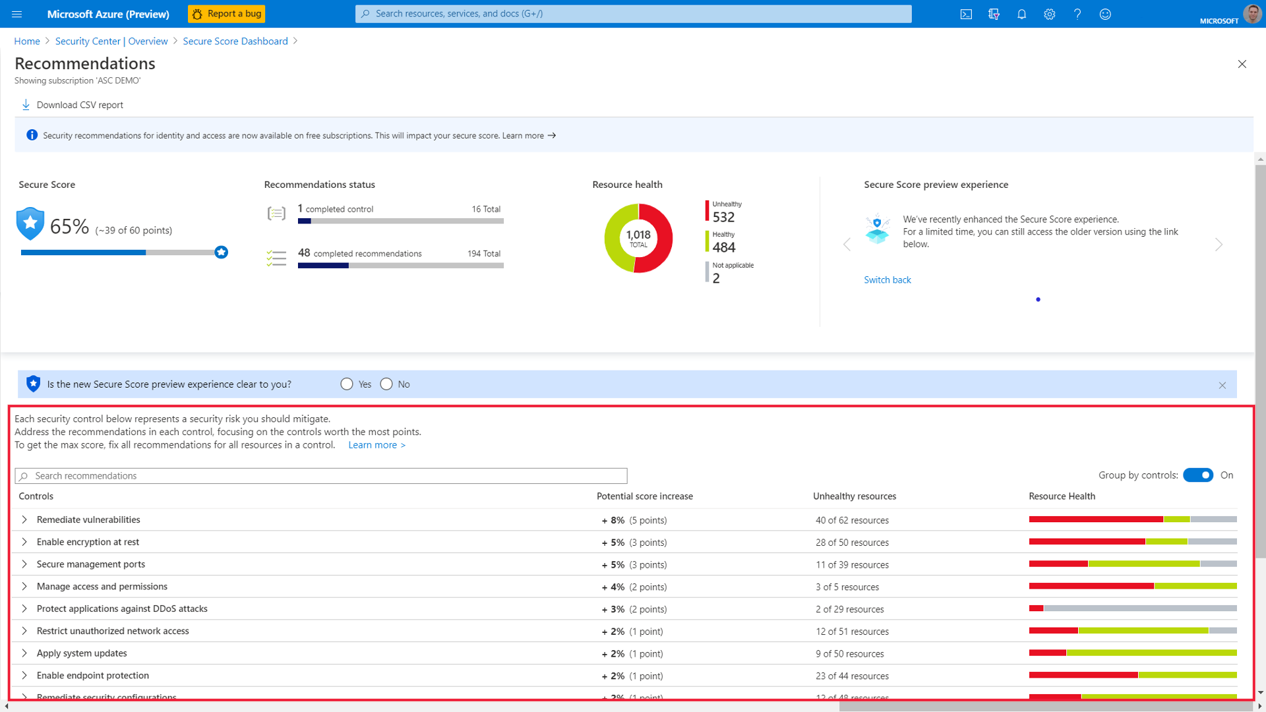 Microsoft Azure (Preview)
Report a bug
Search resources, services, and docs (G+/)
MICROSOFT
Home > Security Center | Overview > Secure Score Dashboard >
Recommendations
Showing subscription 'ASC DEMO'
Download CSV report
Security recommendations for identity and access are now available on free subscriptions. This will impact your secure score. Learn more →
Secure Score
65% (~39 of 60 points)
Recommendations status
1 completed control 16 Total
48 completed recommendations 194 Total
Resource health
1,018
TOTAL
Unhealthy
532
Healthy
484
Not applicable
2
Secure Score preview experience
We've recently enhanced the Secure Score experience.
For a limited time, you can still access the older version using the link
below.
Switch back
Is the new Secure Score preview experience clear to you? Yes No
Each security control below represents a security risk you should mitigate.
Address the recommendations in each control, focusing on the controls worth the most points.
To get the max score, fix all recommendations for all resources in a control. Learn more >
Search recommendations
Group by controls: On
Controls Potential score increase Unhealthy resources Resource Health
Remediate vulnerabilities + 8% (5 points) 40 of 62 resources
Enable encryption at rest + 5% (3 points) 28 of 50 resources
Secure management ports + 5% (3 points) 11 of 39 resources
Manage access and permissions + 4% (2 points) 3 of 5 resources
Protect applications against DDoS attacks + 3% (2 points) 2 of 29 resources
Restrict unauthorized network access + 2% (1 point) 12 of 51 resources
Apply system updates + 2% (1 point) 9 of 50 resources
Enable endpoint protection + 2% (1 point) 23 of 44 resources
Remediate security configurations + 2% (1 point) 12 of 48 resources